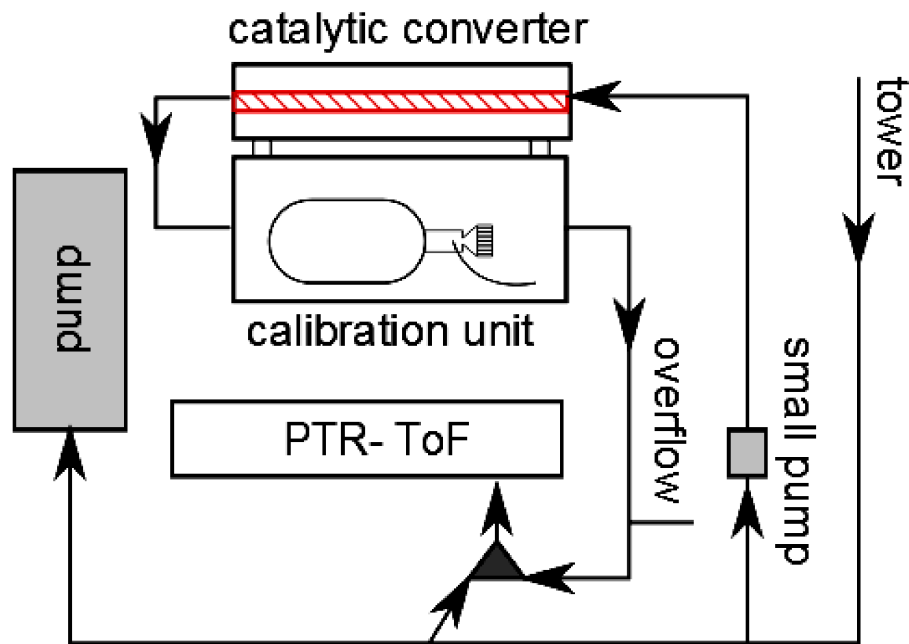 catalytic converter
tower
pump
calibration unit
overflow
small pump
PTR- ToF